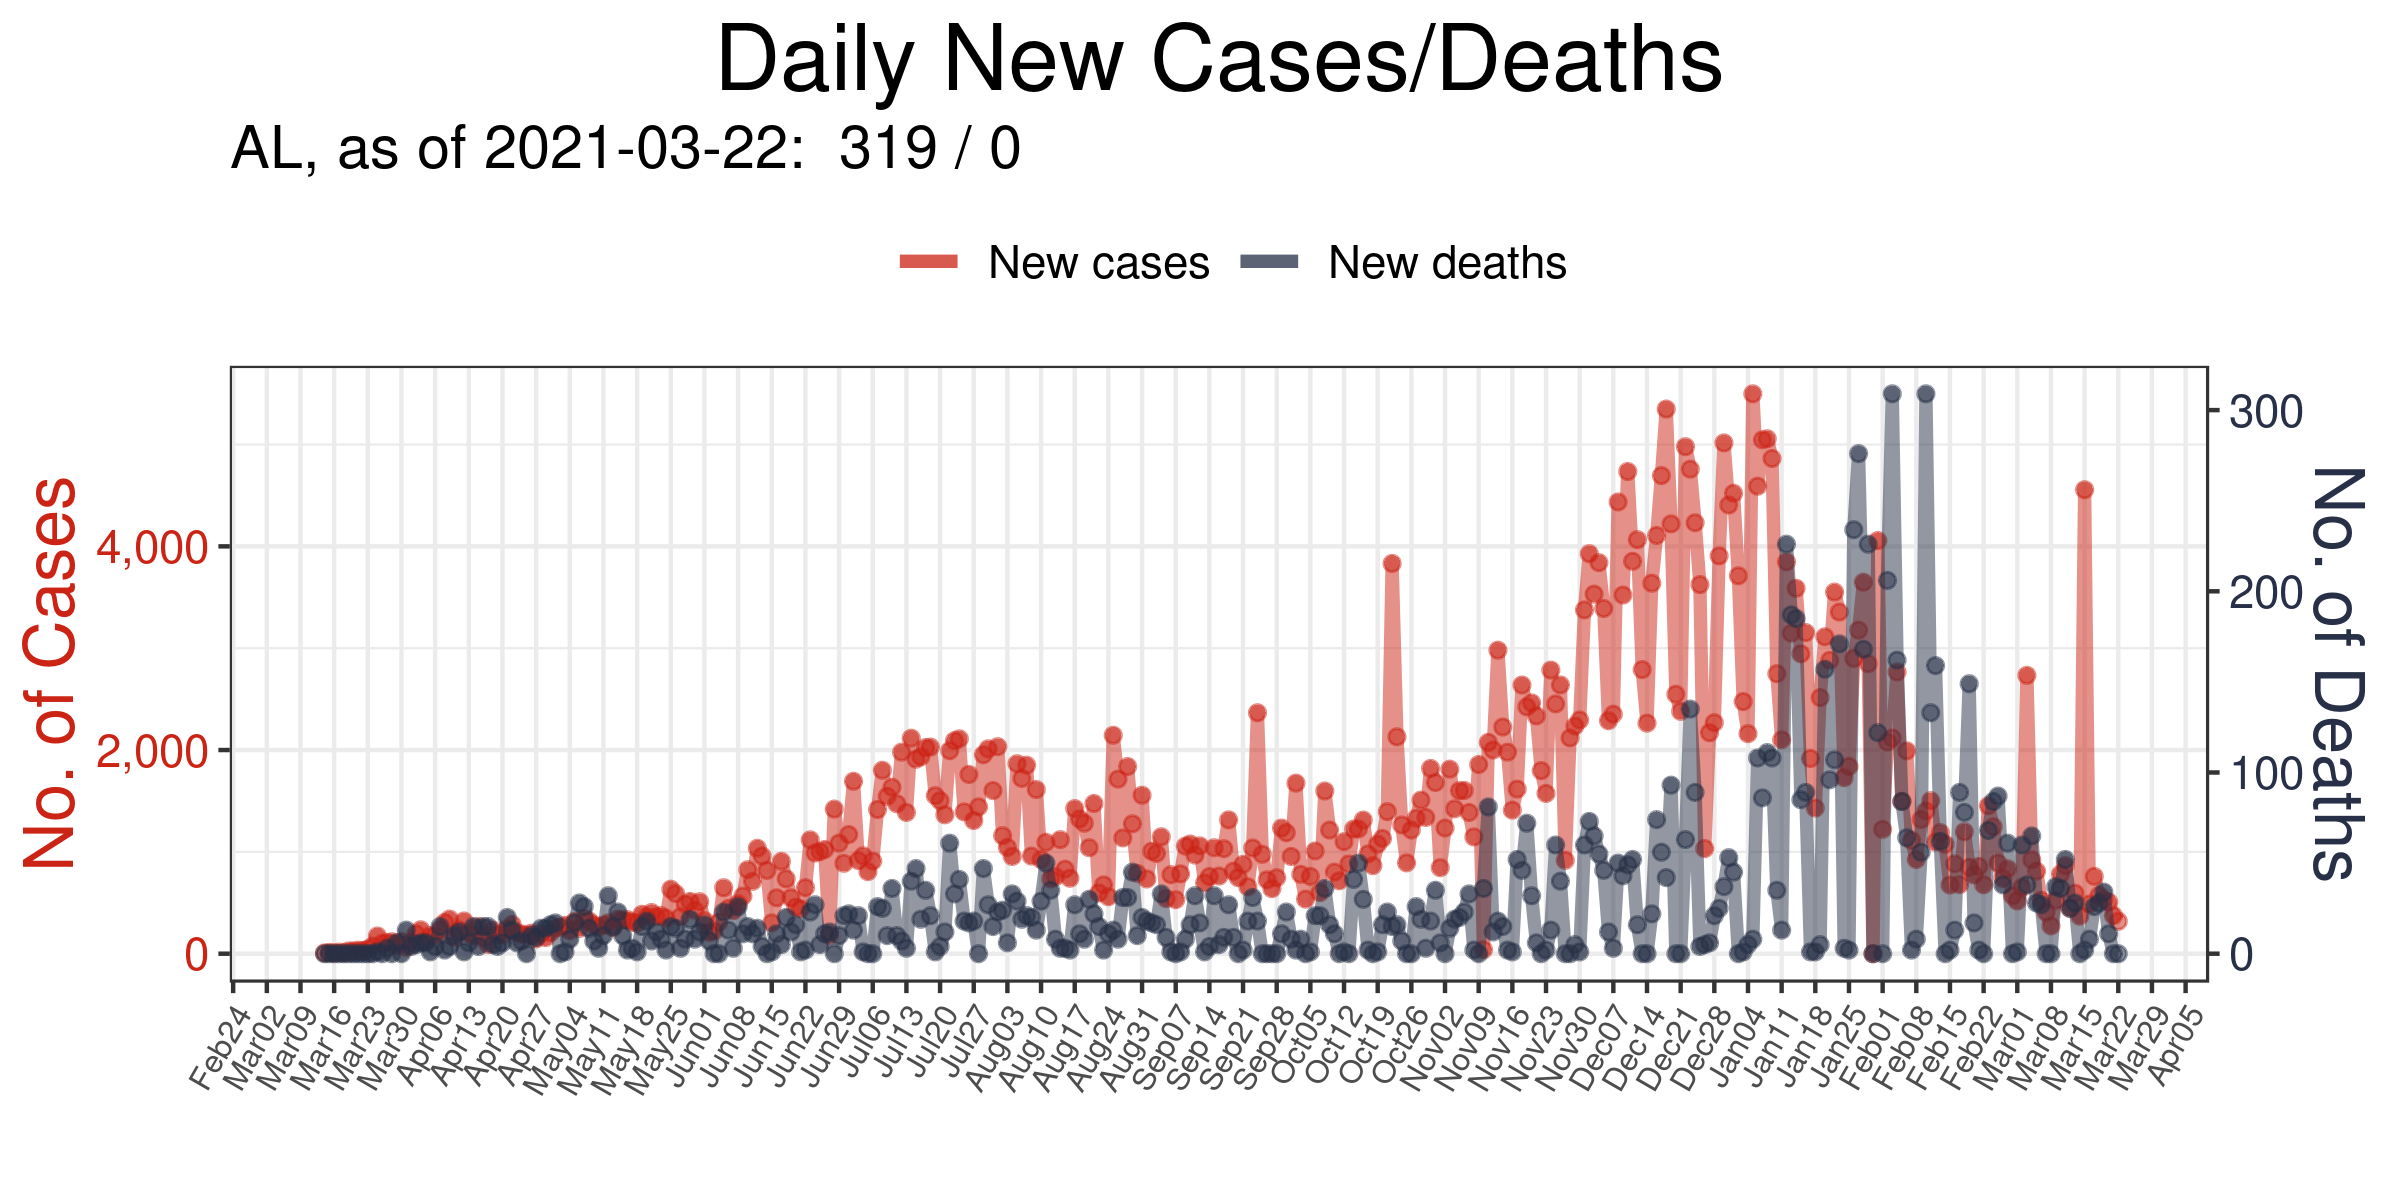 Daily New Cases/Deaths
AL, as of 2021-03-22: 319 / 0
New cases
New deaths
No. of Cases
4,000
2,000
0
300
200
100
0
No. of Deaths
Feb24
Mar02
Mar09
Mar16
Mar23
Mar30
Apr06
Apr13
Apr20
Apr27
May04
May11
May18
May25
Jun01
Jun08
Jun15
Jun22
Jun29
Jul06
Jul13
Jul20
Jul27
Aug03
Aug10
Aug17
Aug24
Aug31
Sep07
Sep14
Sep21
Sep28
Oct05
Oct12
Oct19
Oct26
Nov02
Nov09
Nov16
Nov23
Nov30
Dec07
Dec14
Dec21
Dec28
Jan04
Jan11
Jan18
Jan25
Feb01
Feb08
Feb15
Feb22
Mar01
Mar08
Mar15
Mar22
Mar29
Apr05